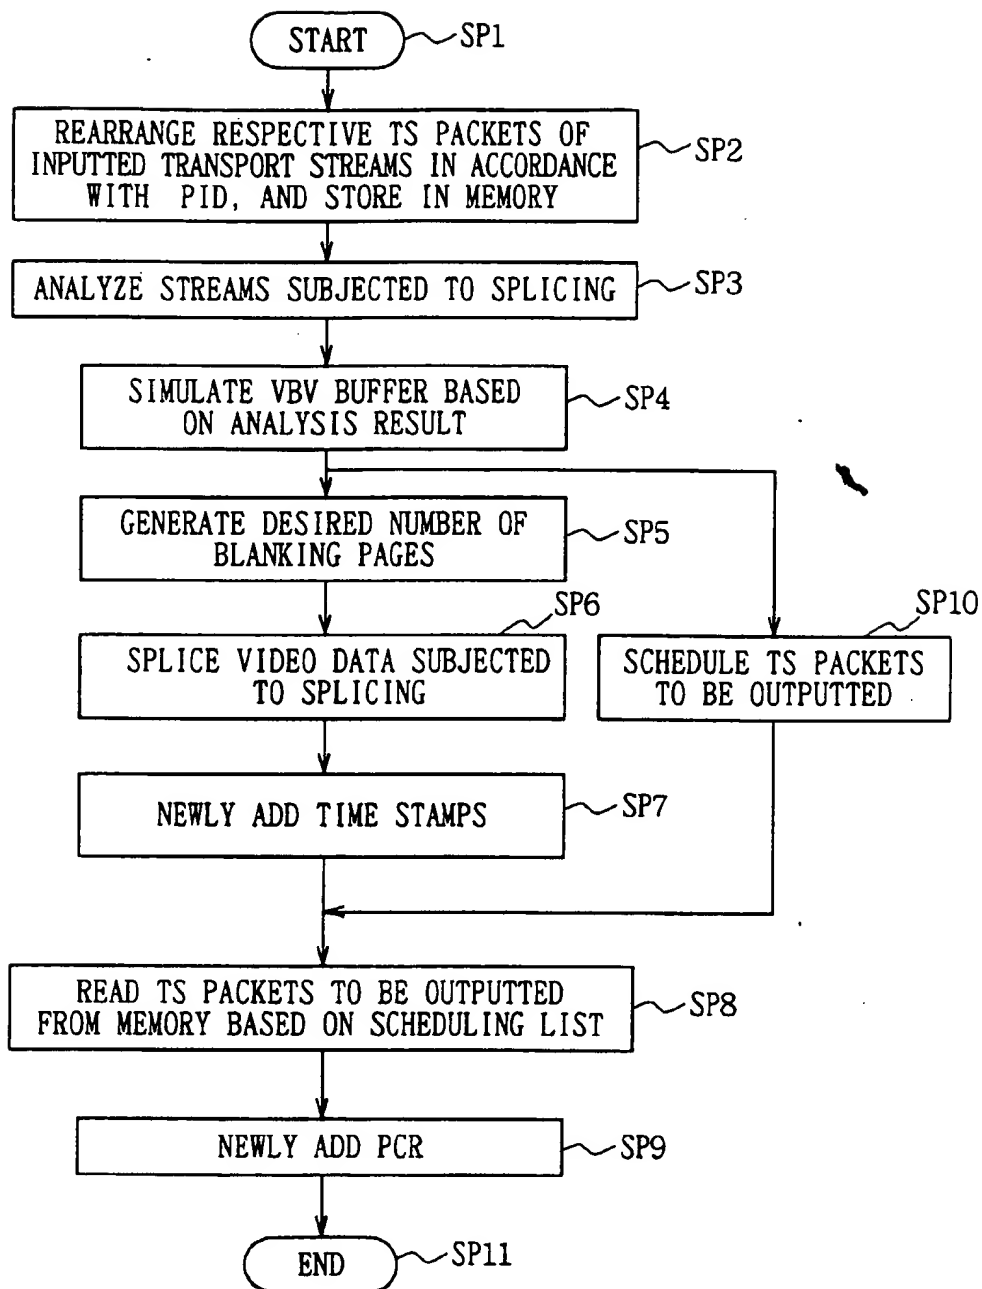 START
SP1
REARRANGE RESPECTIVE TS PACKETS OF
INPUTTED TRANSPORT STREAMS IN ACCORDANCE
WITH PID, AND STORE IN MEMORY
SP2
ANALYZE STREAMS SUBJECTED TO SPLICING
SP3
SIMULATE VBV BUFFER BASED
ON ANALYSIS RESULT
SP4
GENERATE DESIRED NUMBER OF
BLANKING PAGES
SP5
SP6
SPLICE VIDEO DATA SUBJECTED
TO SPLICING
SP10
SCHEDULE TS PACKETS
TO BE OUTPUTTED
NEWLY ADD TIME STAMPS
SP7
READ TS PACKETS TO BE OUTPUTTED
FROM MEMORY BASED ON SCHEDULING LIST
SP8
NEWLY ADD PCR
SP9
END
SP11